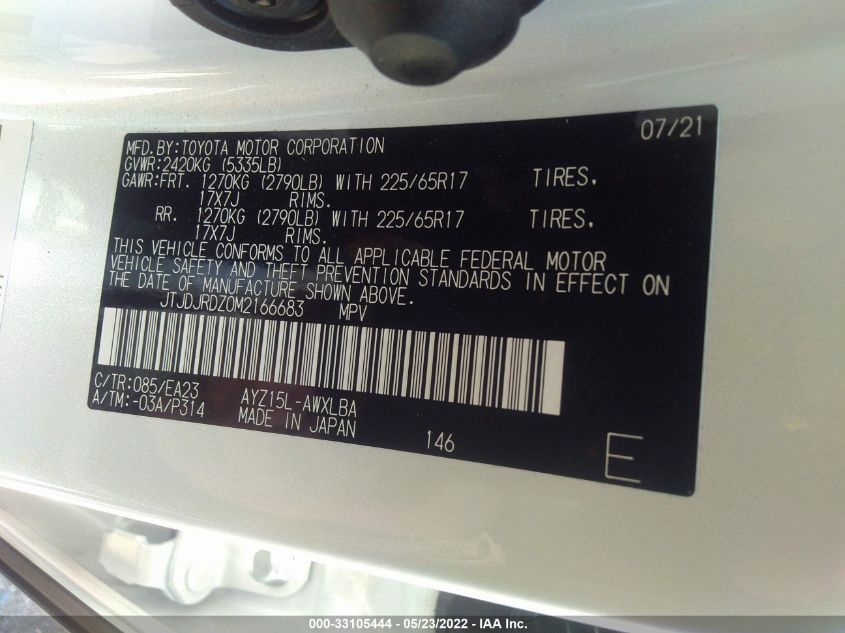 07/21
MFD.BY:TOYOTA MOTOR CORPORATION
GVWR:2420KG (5335LB)
GAWR:FRT. 1270KG (2790LB) WITH 225/65R17 TIRES.
17X7J RIMS.
RR. 1270KG (2790LB) WITH 225/65R17 TIRES.
17X7J RIMS.
THIS VEHICLE CONFORMS TO ALL APPLICABLE FEDERAL MOTOR
VEHICLE SAFETY AND THEFT PREVENTION STANDARDS IN EFFECT ON
THE DATE OF MANUFACTURE SHOWN ABOVE.
JTJDJRDZ0M2166683 MPV
C/TR:085/EA23 AYZ15L-AWXLBA
A/TM:-03A/P314 MADE IN JAPAN
146
E
000-33105444 - 05/23/2022 - IAA Inc.